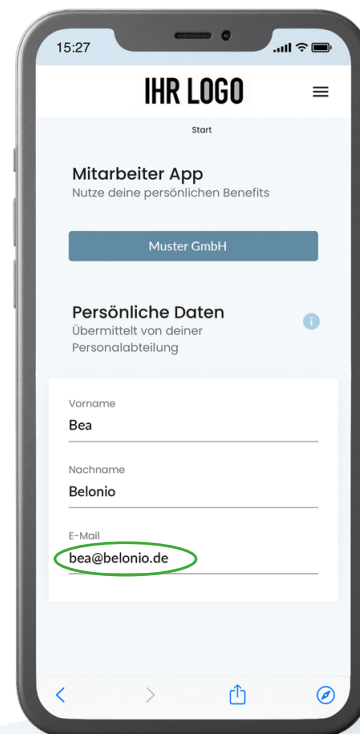 15:27
IHR LOGO
Start
Mitarbeiter App
Nutze deine persönlichen Benefits
Muster GmbH
Persönliche Daten
Übermittelt von deiner
Personalabteilung
Vorname
Bea
Nachname
Belonio
E-Mail
bea@belonio.de